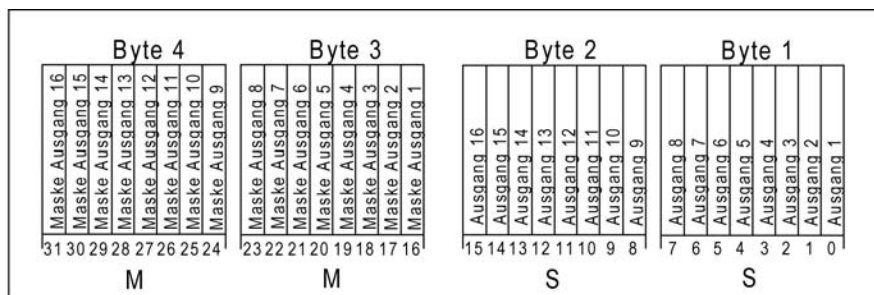 Byte 4 Byte 3 Byte 2 Byte 1
Maske Ausgang 16
Maske Ausgang 15
Maske Ausgang 14
Maske Ausgang 13
Maske Ausgang 12
Maske Ausgang 11
Maske Ausgang 10
Maske Ausgang 9
Maske Ausgang 8
Maske Ausgang 7
Maske Ausgang 6
Maske Ausgang 5
Maske Ausgang 4
Maske Ausgang 3
Maske Ausgang 2
Maske Ausgang 1
Ausgang 16
Ausgang 15
Ausgang 14
Ausgang 13
Ausgang 12
Ausgang 11
Ausgang 10
Ausgang 9
Ausgang 8
Ausgang 7
Ausgang 6
Ausgang 5
Ausgang 4
Ausgang 3
Ausgang 2
Ausgang 1
31 30 29 28 27 26 25 24 23 22 21 20 19 18 17 16 15 14 13 12 11 10 9 8 7 6 5 4 3 2 1 0
M M S S